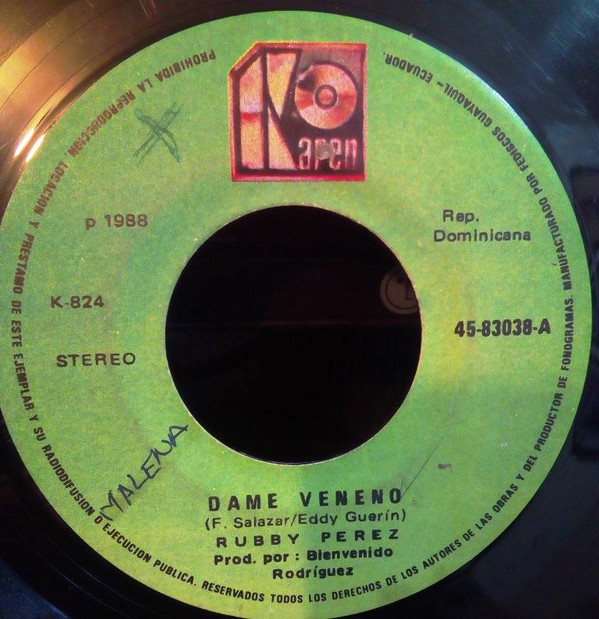 PROHIBIDA LA REPRODUCCION, LOCACION Y PRESTAMO DE ESTE EJEMPLAR Y SU RADIODIFUSION O EJECUCION PUBLICA. RESERVADOS TODOS LOS DERECHOS DE LOS AUTORES DE LAS OBRAS Y DEL PRODUCTOR DE FONOGRAMAS. MANUFACTURADO POR FEDISCOS GUAYAQUIL - ECUADOR.
Karen
p 1988
Rep.
Dominicana
K-824
45-83038-A
STEREO
MALENA
DAME VENENO
(F. Salazar/Eddy Guerín)
RUBBY PEREZ
Prod. por : Bienvenido
Rodríguez